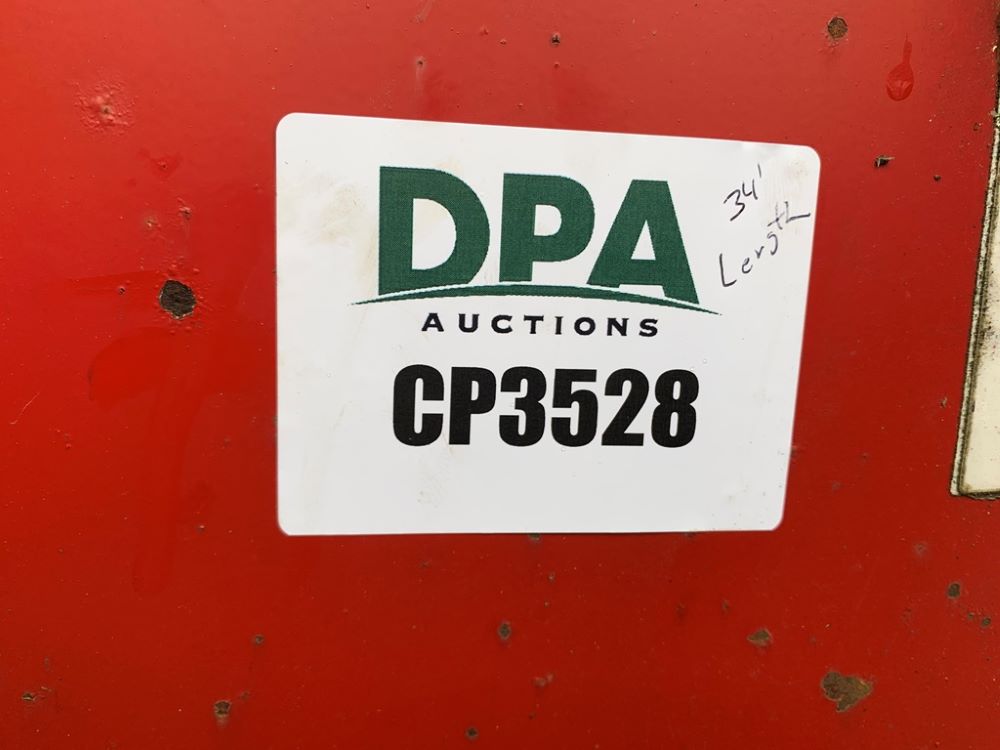 DPA
AUCTIONS
34'
Length
CP3528